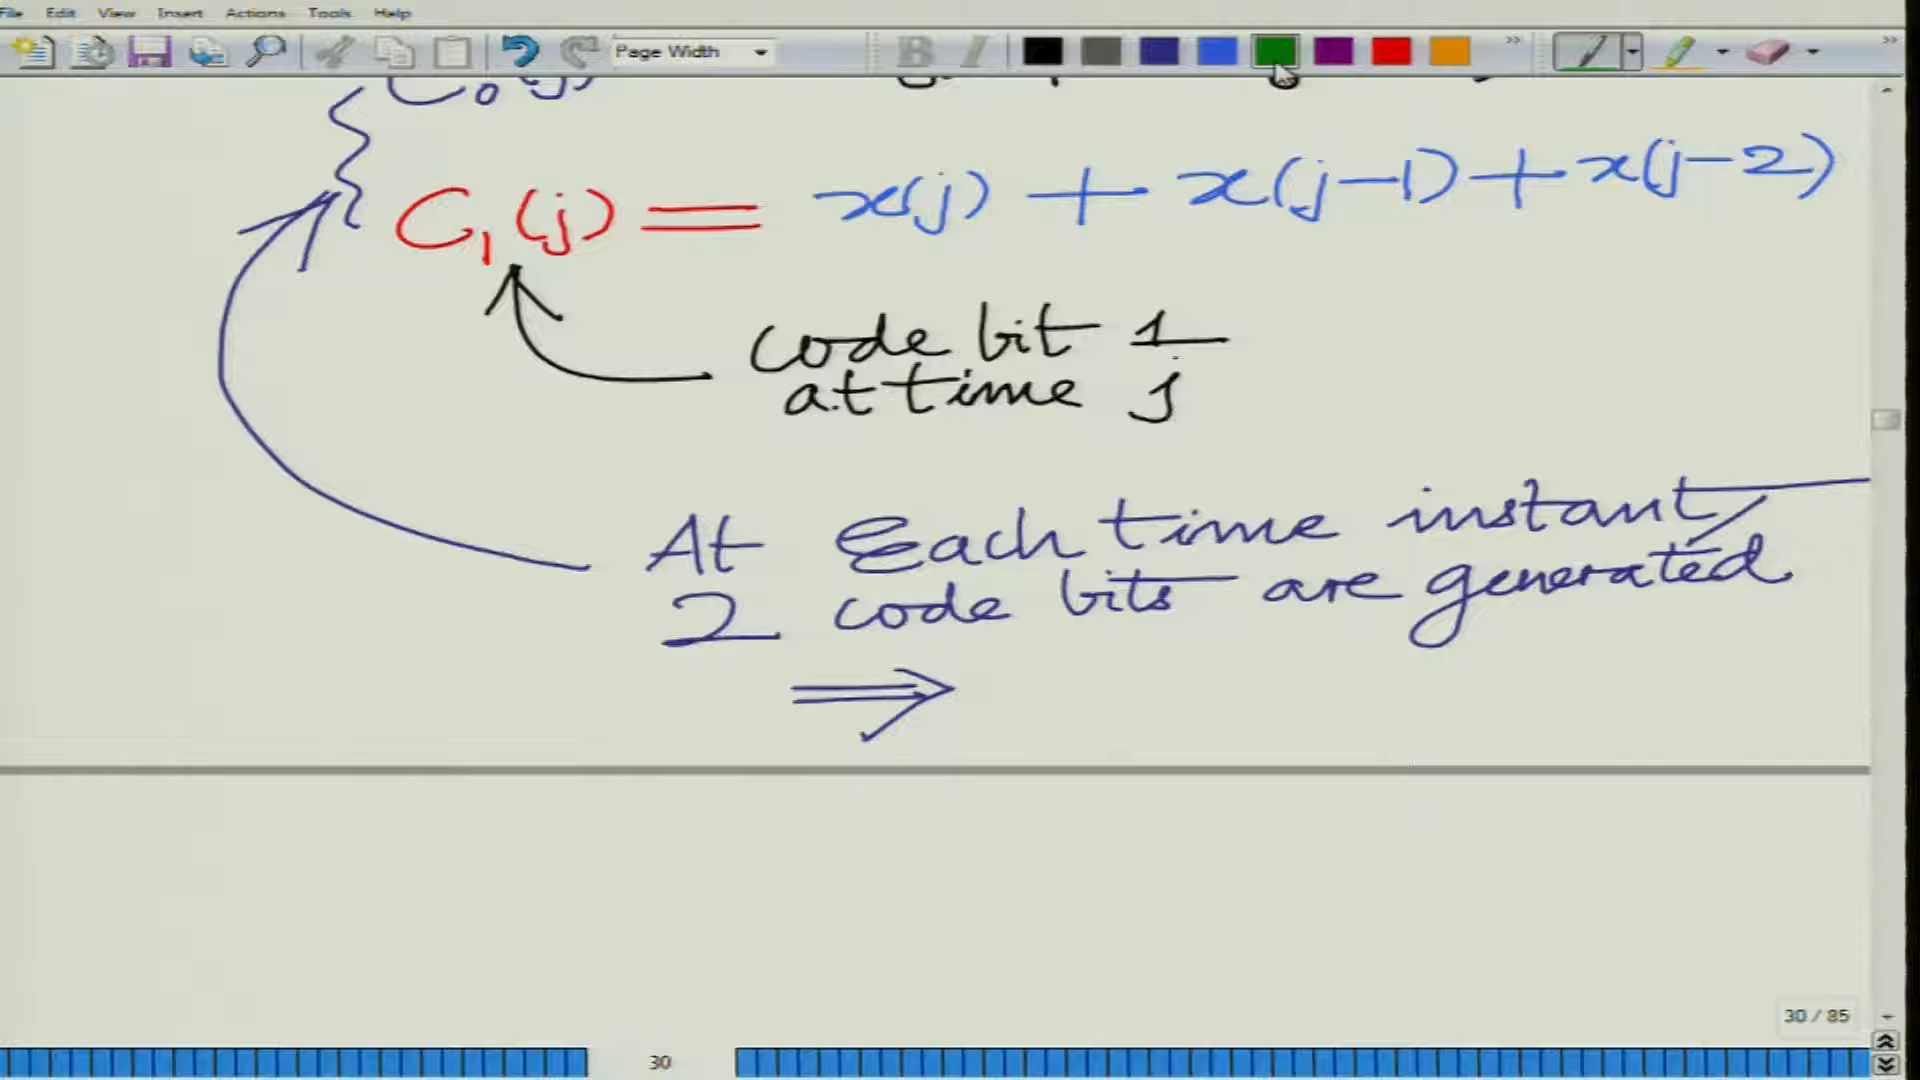 File Edit View Insert Actions Tools Help
Page Width B I
C₁(j) = x(j) + x(j-1) + x(j-2)
code bit 1
at time j
At Each time instant,
2 code bits are generated
⇒
30 / 85
30